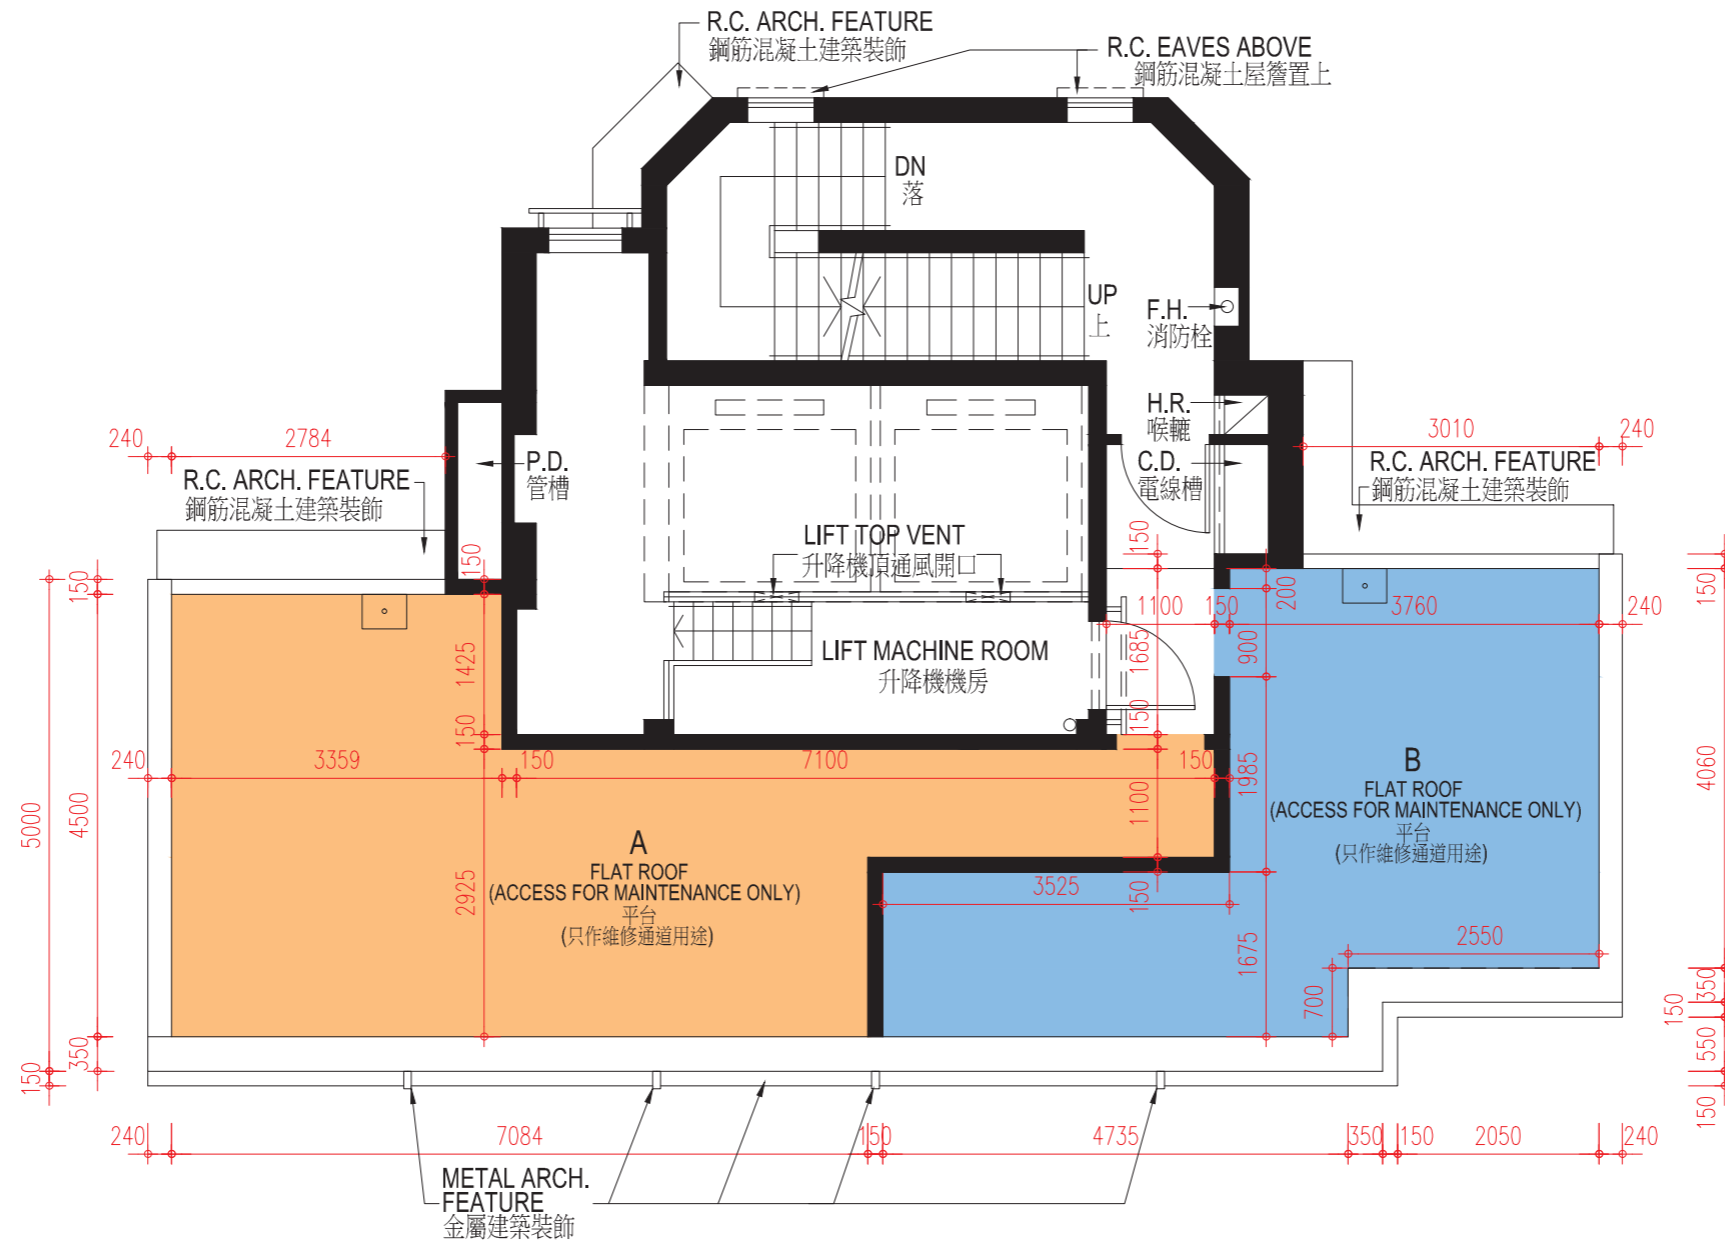 R.C. ARCH. FEATURE
鋼筋混凝土建築裝飾
R.C. EAVES ABOVE
鋼筋混凝土屋簷置上
DN
落
UP
上
F.H.
消防栓
H.R.
喉轆
C.D.
電線槽
P.D.
管槽
R.C. ARCH. FEATURE
鋼筋混凝土建築裝飾
R.C. ARCH. FEATURE
鋼筋混凝土建築裝飾
LIFT TOP VENT
升降機頂通風開口
LIFT MACHINE ROOM
升降機機房
240 2784
3010 240
150
150
1100 150 3760 240
200
150
150
1425
1685
900
150
150
240 3359 150 7100 150
1985
1100
5000
4500
4060
A
FLAT ROOF
(ACCESS FOR MAINTENANCE ONLY)
平台
(只作維修通道用途)
B
FLAT ROOF
(ACCESS FOR MAINTENANCE ONLY)
平台
(只作維修通道用途)
2925
3525
150
1675
2550
700
350
150
350
150
550
150
240 7084 150 4735 350 150 2050 240
METAL ARCH.
FEATURE
金屬建築裝飾